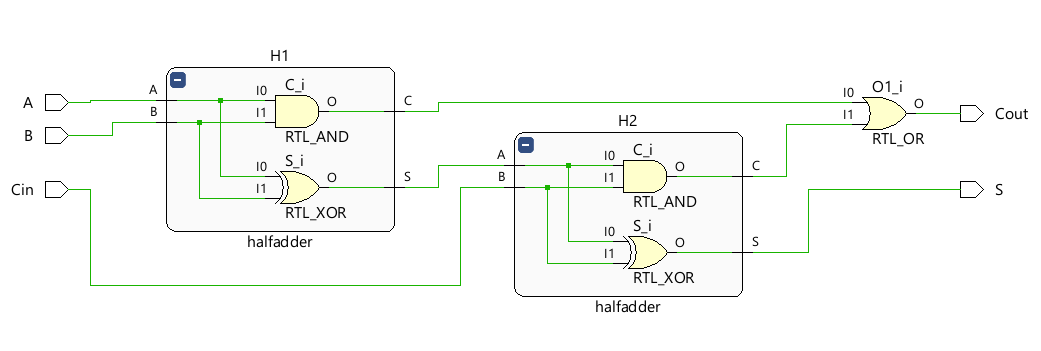 H1
A
B
I0
I1
C_i
O
RTL_AND
C
I0
I1
S_i
O
RTL_XOR
S
halfadder
A
B
Cin
H2
A
B
I0
I1
C_i
O
RTL_AND
C
I0
I1
S_i
O
RTL_XOR
S
halfadder
I0
I1
O1_i
O
RTL_OR
Cout
S